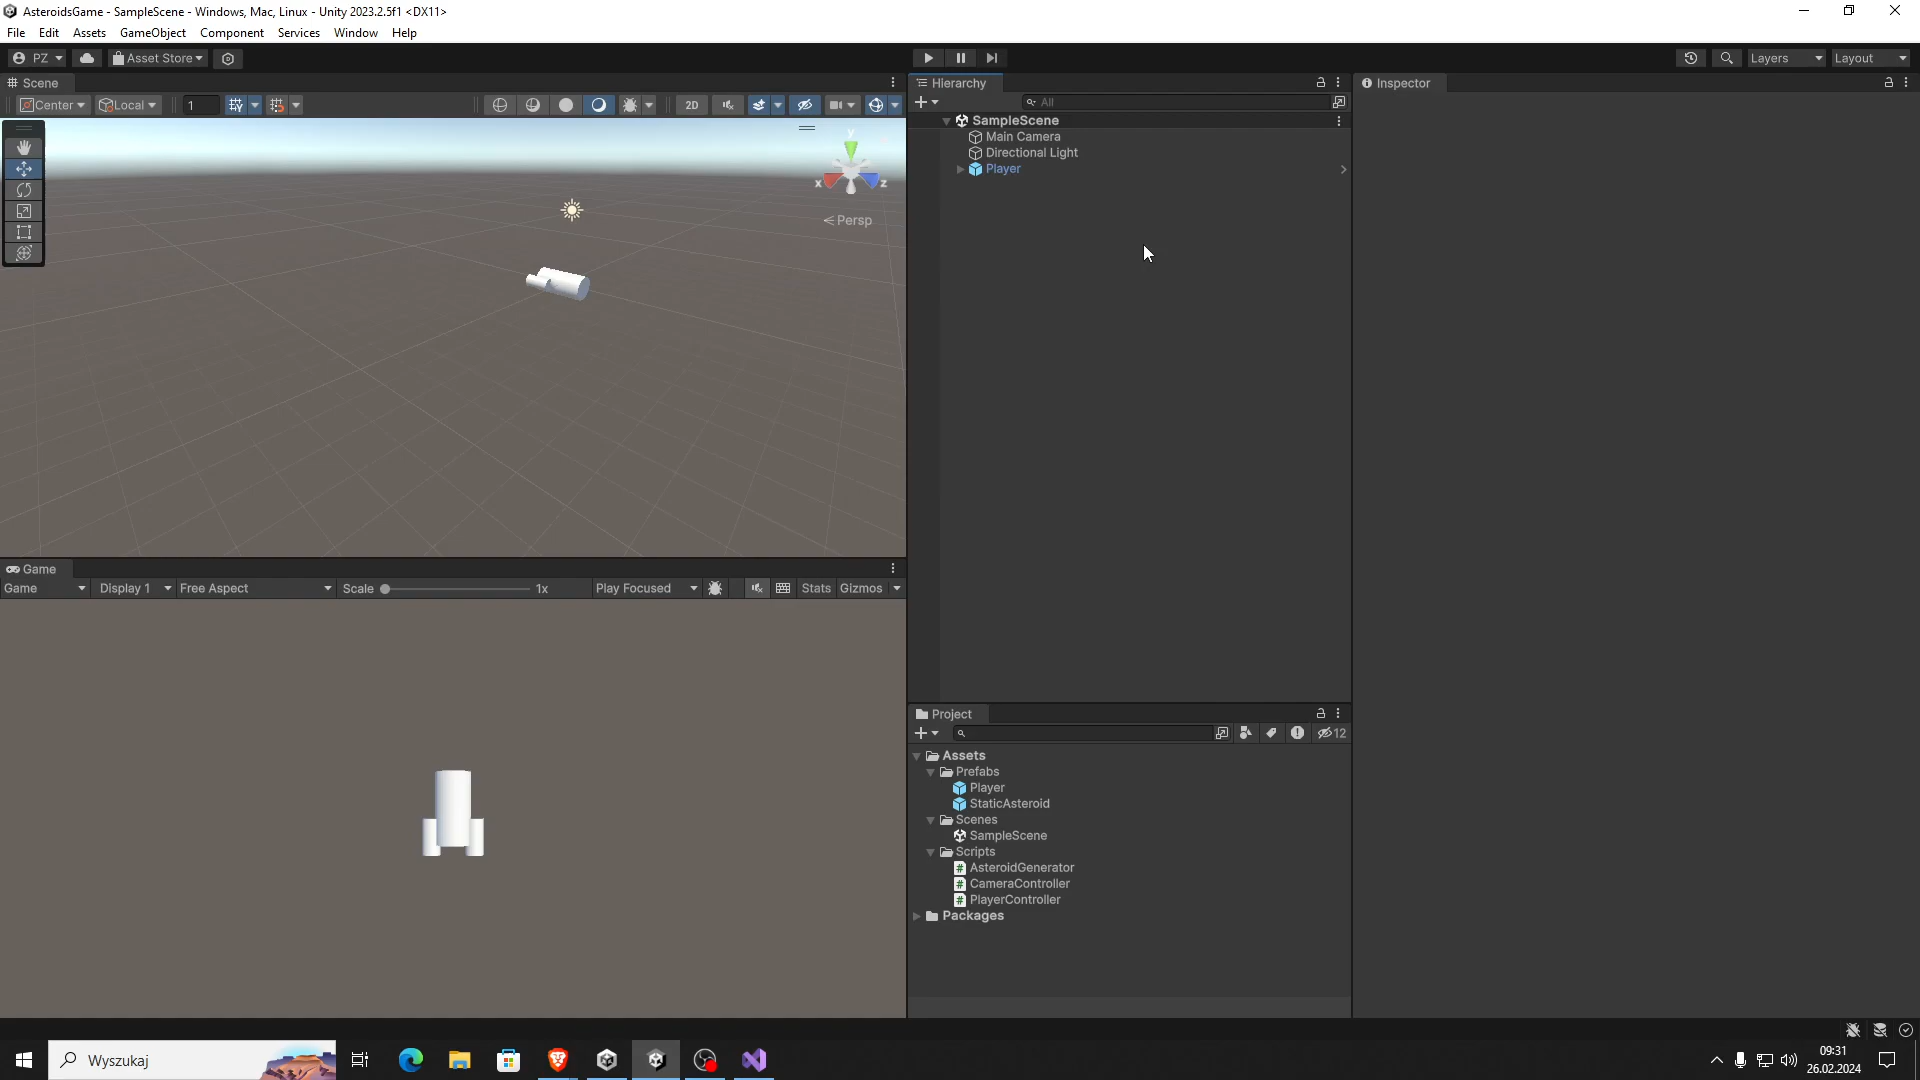 AsteroidsGame - SampleScene - Windows, Mac, Linux - Unity 2023.2.5f1 <DX11>
File Edit Assets GameObject Component Services Window Help
PZ Asset Store Layers Layout
Scene
Center Local 1 2D
y
x z
Persp
Hierarchy
All
SampleScene
Main Camera
Directional Light
Player
Inspector
Game
Game Display 1 Free Aspect Scale 1x Play Focused Stats Gizmos
Project
12
Assets
Prefabs
Player
StaticAsteroid
Scenes
SampleScene
Scripts
AsteroidGenerator
CameraController
PlayerController
Packages
Wyszukaj
09:31
26.02.2024